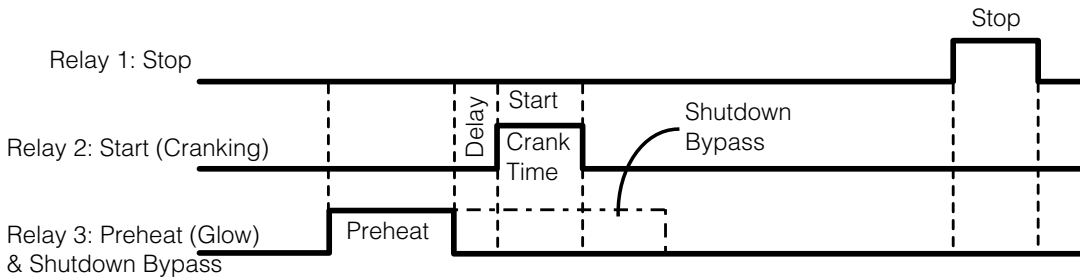 Stop
Relay 1: Stop
Delay
Start
Shutdown
Bypass
Relay 2: Start (Cranking)
Crank
Time
Relay 3: Preheat (Glow)
& Shutdown Bypass
Preheat